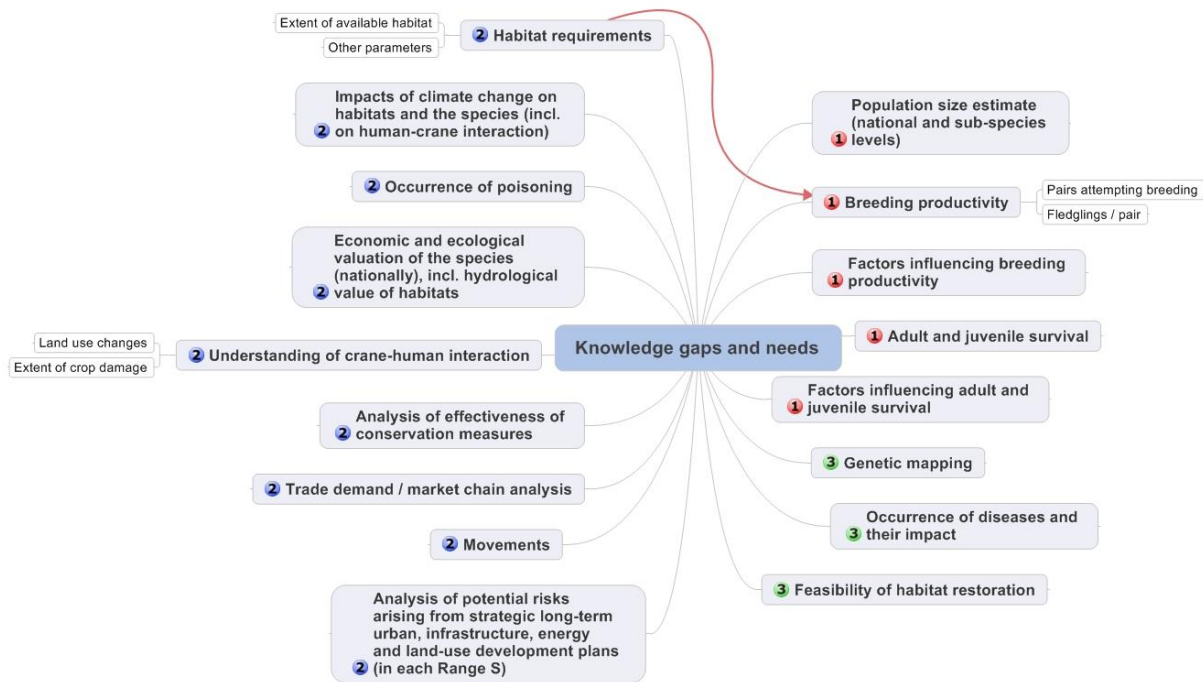 Extent of available habitat
Other parameters
2 Habitat requirements
Impacts of climate change on
habitats and the species (incl.
2 on human-crane interaction)
2 Occurrence of poisoning
Economic and ecological
valuation of the species
(nationally), incl. hydrological
2 value of habitats
Land use changes
Extent of crop damage
2 Understanding of crane-human interaction
Analysis of effectiveness of
2 conservation measures
2 Trade demand / market chain analysis
2 Movements
Analysis of potential risks
arising from strategic long-term
urban, infrastructure, energy
and land-use development plans
2 (in each Range S)
Knowledge gaps and needs
Population size estimate
(national and sub-species
1 levels)
1 Breeding productivity
Pairs attempting breeding
Fledglings / pair
Factors influencing breeding
1 productivity
1 Adult and juvenile survival
Factors influencing adult and
1 juvenile survival
3 Genetic mapping
Occurrence of diseases and
3 their impact
3 Feasibility of habitat restoration